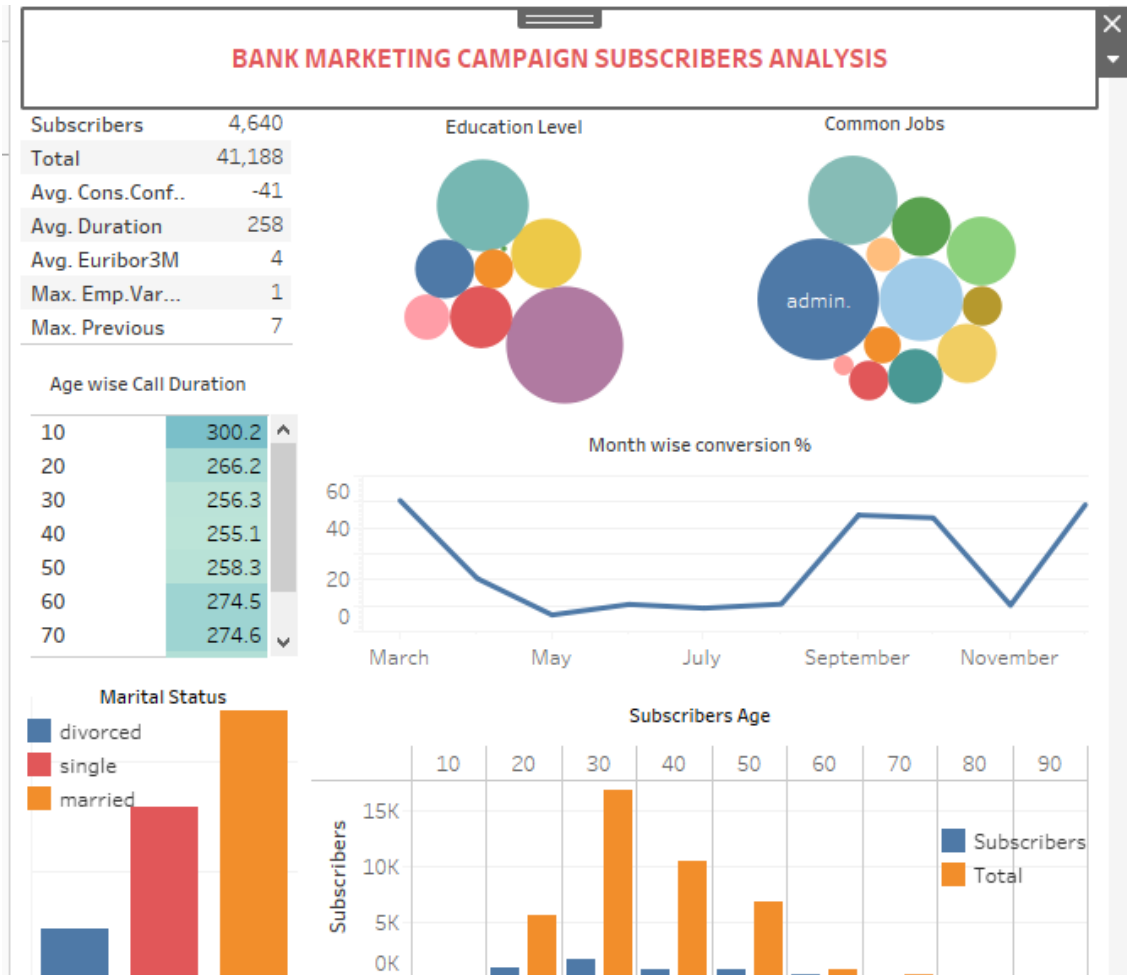 BANK MARKETING CAMPAIGN SUBSCRIBERS ANALYSIS
Subscribers 4,640
Total 41,188
Avg. Cons.Conf.. -41
Avg. Duration 258
Avg. Euribor3M 4
Max. Emp.Var... 1
Max. Previous 7
Education Level
Common Jobs
admin.
Age wise Call Duration
10 300.2
20 266.2
30 256.3
40 255.1
50 258.3
60 274.5
70 274.6
Month wise conversion %
60
40
20
0
March May July September November
Marital Status
divorced
single
married
Subscribers Age
10 20 30 40 50 60 70 80 90
Subscribers
15K
10K
5K
0K
Subscribers
Total